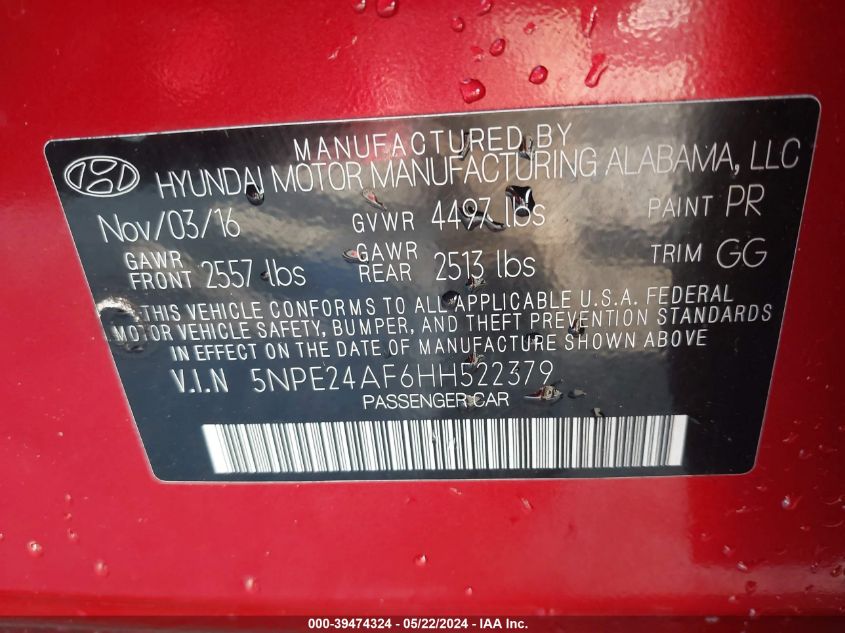 MANUFACTURED BY
HYUNDAI MOTOR MANUFACTURING ALABAMA, LLC
Nov/03/16 GVWR 4497 lbs PAINT PR
GAWR FRONT 2557 lbs GAWR REAR 2513 lbs TRIM GG
THIS VEHICLE CONFORMS TO ALL APPLICABLE U.S.A. FEDERAL
MOTOR VEHICLE SAFETY, BUMPER, AND THEFT PREVENTION STANDARDS
IN EFFECT ON THE DATE OF MANUFACTURE SHOWN ABOVE.
V.I.N 5NPE24AF6HH522379
PASSENGER CAR
000-39474324 - 05/22/2024 - IAA Inc.